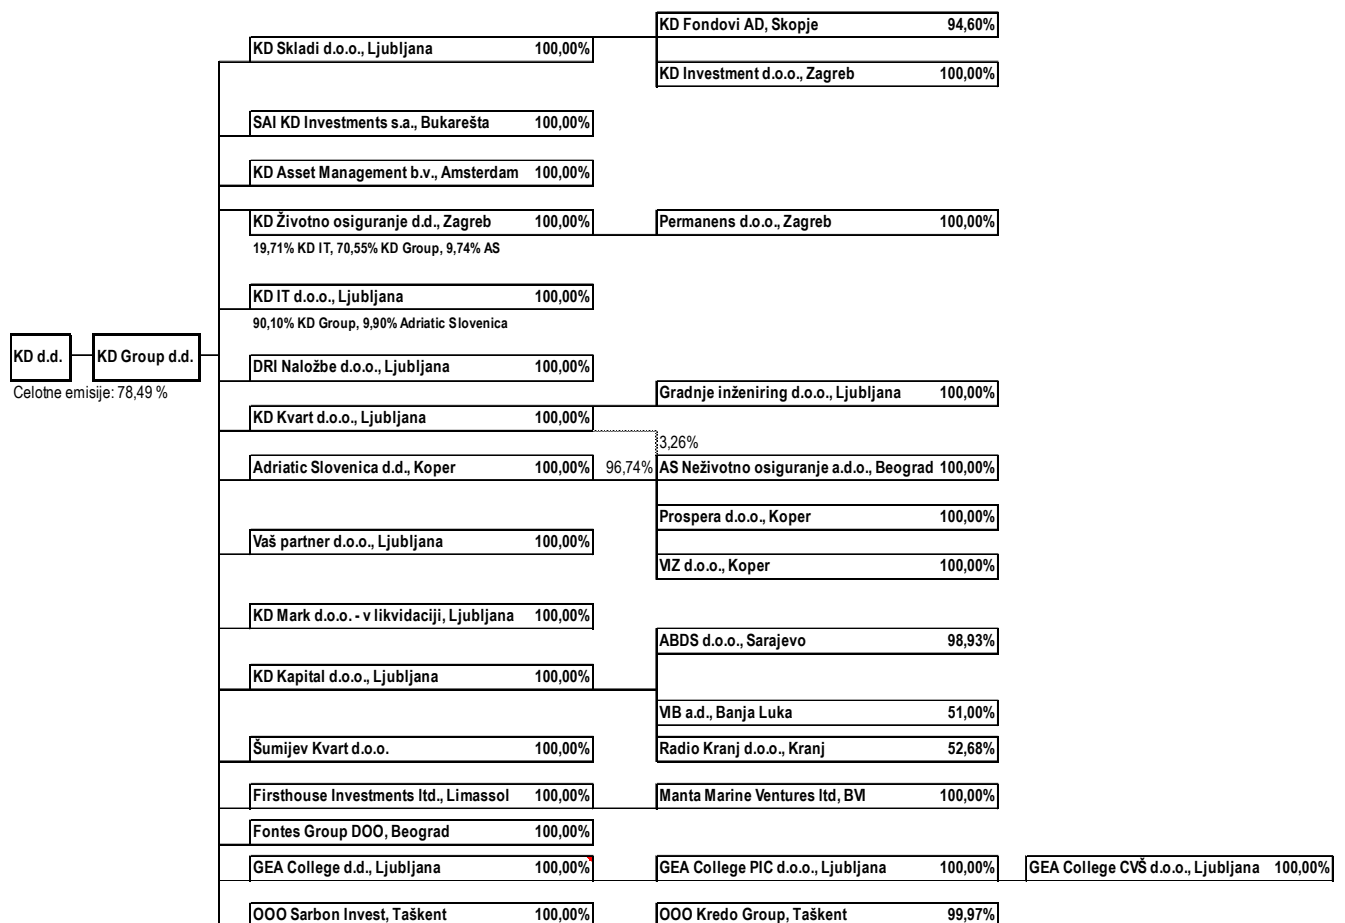 KD Fondovi AD, Skopje 94,60%
KD Skladi d.o.o., Ljubljana 100,00%
KD Investment d.o.o., Zagreb 100,00%
SAI KD Investments s.a., Bukarešta 100,00%
KD Asset Management b.v., Amsterdam 100,00%
KD Životno osiguranje d.d., Zagreb 100,00% Permanens d.o.o., Zagreb 100,00%
19,71% KD IT, 70,55% KD Group, 9,74% AS
KD IT d.o.o., Ljubljana 100,00%
90,10% KD Group, 9,90% Adriatic Slovenica
KD d.d. KD Group d.d.
DRI Naložbe d.o.o., Ljubljana 100,00%
Celotne emisije: 78,49 % Gradnje inženiring d.o.o., Ljubljana 100,00%
KD Kvart d.o.o., Ljubljana 100,00%
3,26%
Adriatic Slovenica d.d., Koper 100,00% 96,74% AS Neživotno osiguranje a.d.o., Beograd 100,00%
Prospera d.o.o., Koper 100,00%
Vaš partner d.o.o., Ljubljana 100,00%
VIZ d.o.o., Koper 100,00%
KD Mark d.o.o. - v likvidaciji, Ljubljana 100,00%
ABDS d.o.o., Sarajevo 98,93%
KD Kapital d.o.o., Ljubljana 100,00%
VIB a.d., Banja Luka 51,00%
Šumijev Kvart d.o.o. 100,00% Radio Kranj d.o.o., Kranj 52,68%
Firsthouse Investments ltd., Limassol 100,00% Manta Marine Ventures ltd, BVI 100,00%
Fontes Group DOO, Beograd 100,00%
GEA College d.d., Ljubljana 100,00% GEA College PIC d.o.o., Ljubljana 100,00% GEA College CVŠ d.o.o., Ljubljana 100,00%
OOO Sarbon Invest, Taškent 100,00% OOO Kredo Group, Taškent 99,97%